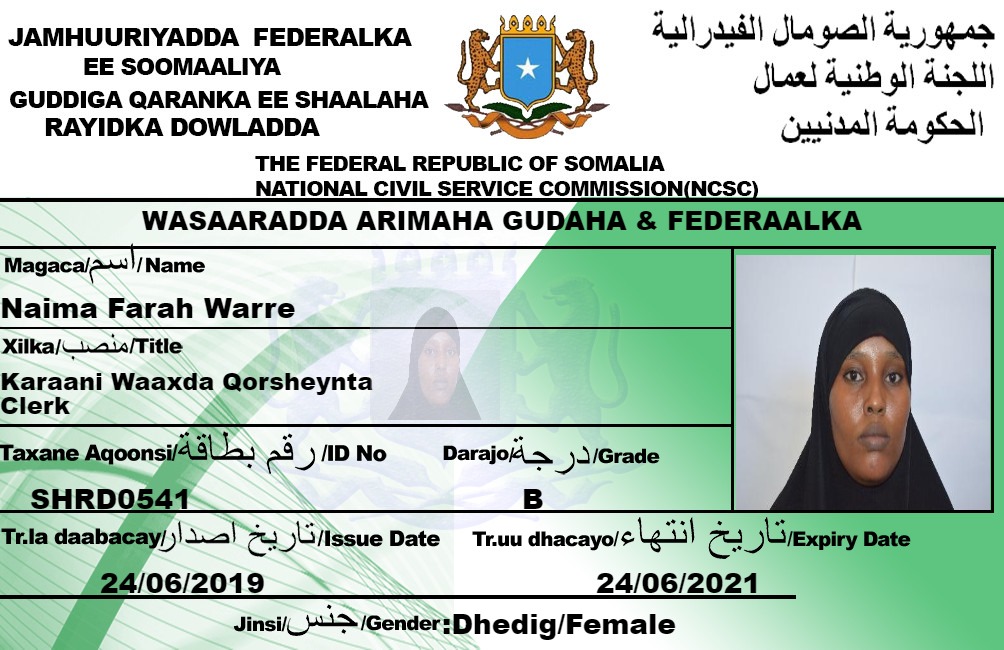 JAMHUURIYADDA FEDERALKA
EE SOOMAALIYA
GUDDIGA QARANKA EE SHAALAHA
RAYIDKA DOWLADDA
جمهورية الصومال الفيدرالية
اللجنة الوطنية لعمال
الحكومة المدنيين
THE FEDERAL REPUBLIC OF SOMALIA
NATIONAL CIVIL SERVICE COMMISSION(NCSC)
WASAARADDA ARIMAHA GUDAHA & FEDERAALKA
Magaca/اسم/Name
Naima Farah Warre
Xilka/منصب/Title
Karaani Waaxda Qorsheynta
Clerk
Taxane Aqoonsi/رقم بطاقة/ID No
Darajo/درجة/Grade
SHRD0541
B
Tr.la daabacay/تاريخ اصدار/Issue Date
Tr.uu dhacayo/تاريخ انتهاء/Expiry Date
24/06/2019
24/06/2021
Jinsi/جنس/Gender:Dhedig/Female